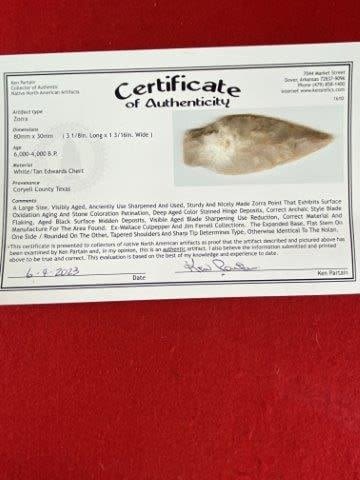 Ken Partain
Collector of Authentic
Native North American Artifacts
Certificate
of Authenticity
7044 Market Street
Dover, Arkansas 72837-9096
Phone (479) 858-1400
1610
Artifact type
Zorra
Dimensions
80mm x 30mm ( 3 1/8in. Long x 1 3/16in. Wide )
Age
6,000-4,000 B.P.
Material
White/Tan Edwards Chert
Provenance
Coryell County Texas
Comments
A Large Size, Visibly Aged, Anciently Use Sharpened And Used, Sturdy And Nicely Made Zorra Point That Exhibits Surface
Oxidation Aging And Stone Coloration Patination, Deep Aged Color Stained Hinge Deposits, Correct Archaic Style Blade
Flaking, Aged Black Surface Midden Deposits, Visible Aged Blade Sharpening Use Reduction, Correct Material And
Manufacture For The Area Found. Ex-Wallace Culpepper And Jim Fernell Collections. The Expanded Base, Flat Stem On
One Side / Rounded On The Other, Tapered Shoulders And Sharp Tip Determines Type, Otherwise Identical To The Nolan.
This certificate is presented to collectors of native North American artifacts as proof that the artifact described and pictured above has
been examined by Ken Partain and, in my opinion, this is an authentic artifact. I also believe the information submitted and printed
above to be true and correct. This evaluation is based on the best of my knowledge and experience to date.
6-9-2023 Ken Partain
Date Ken Partain